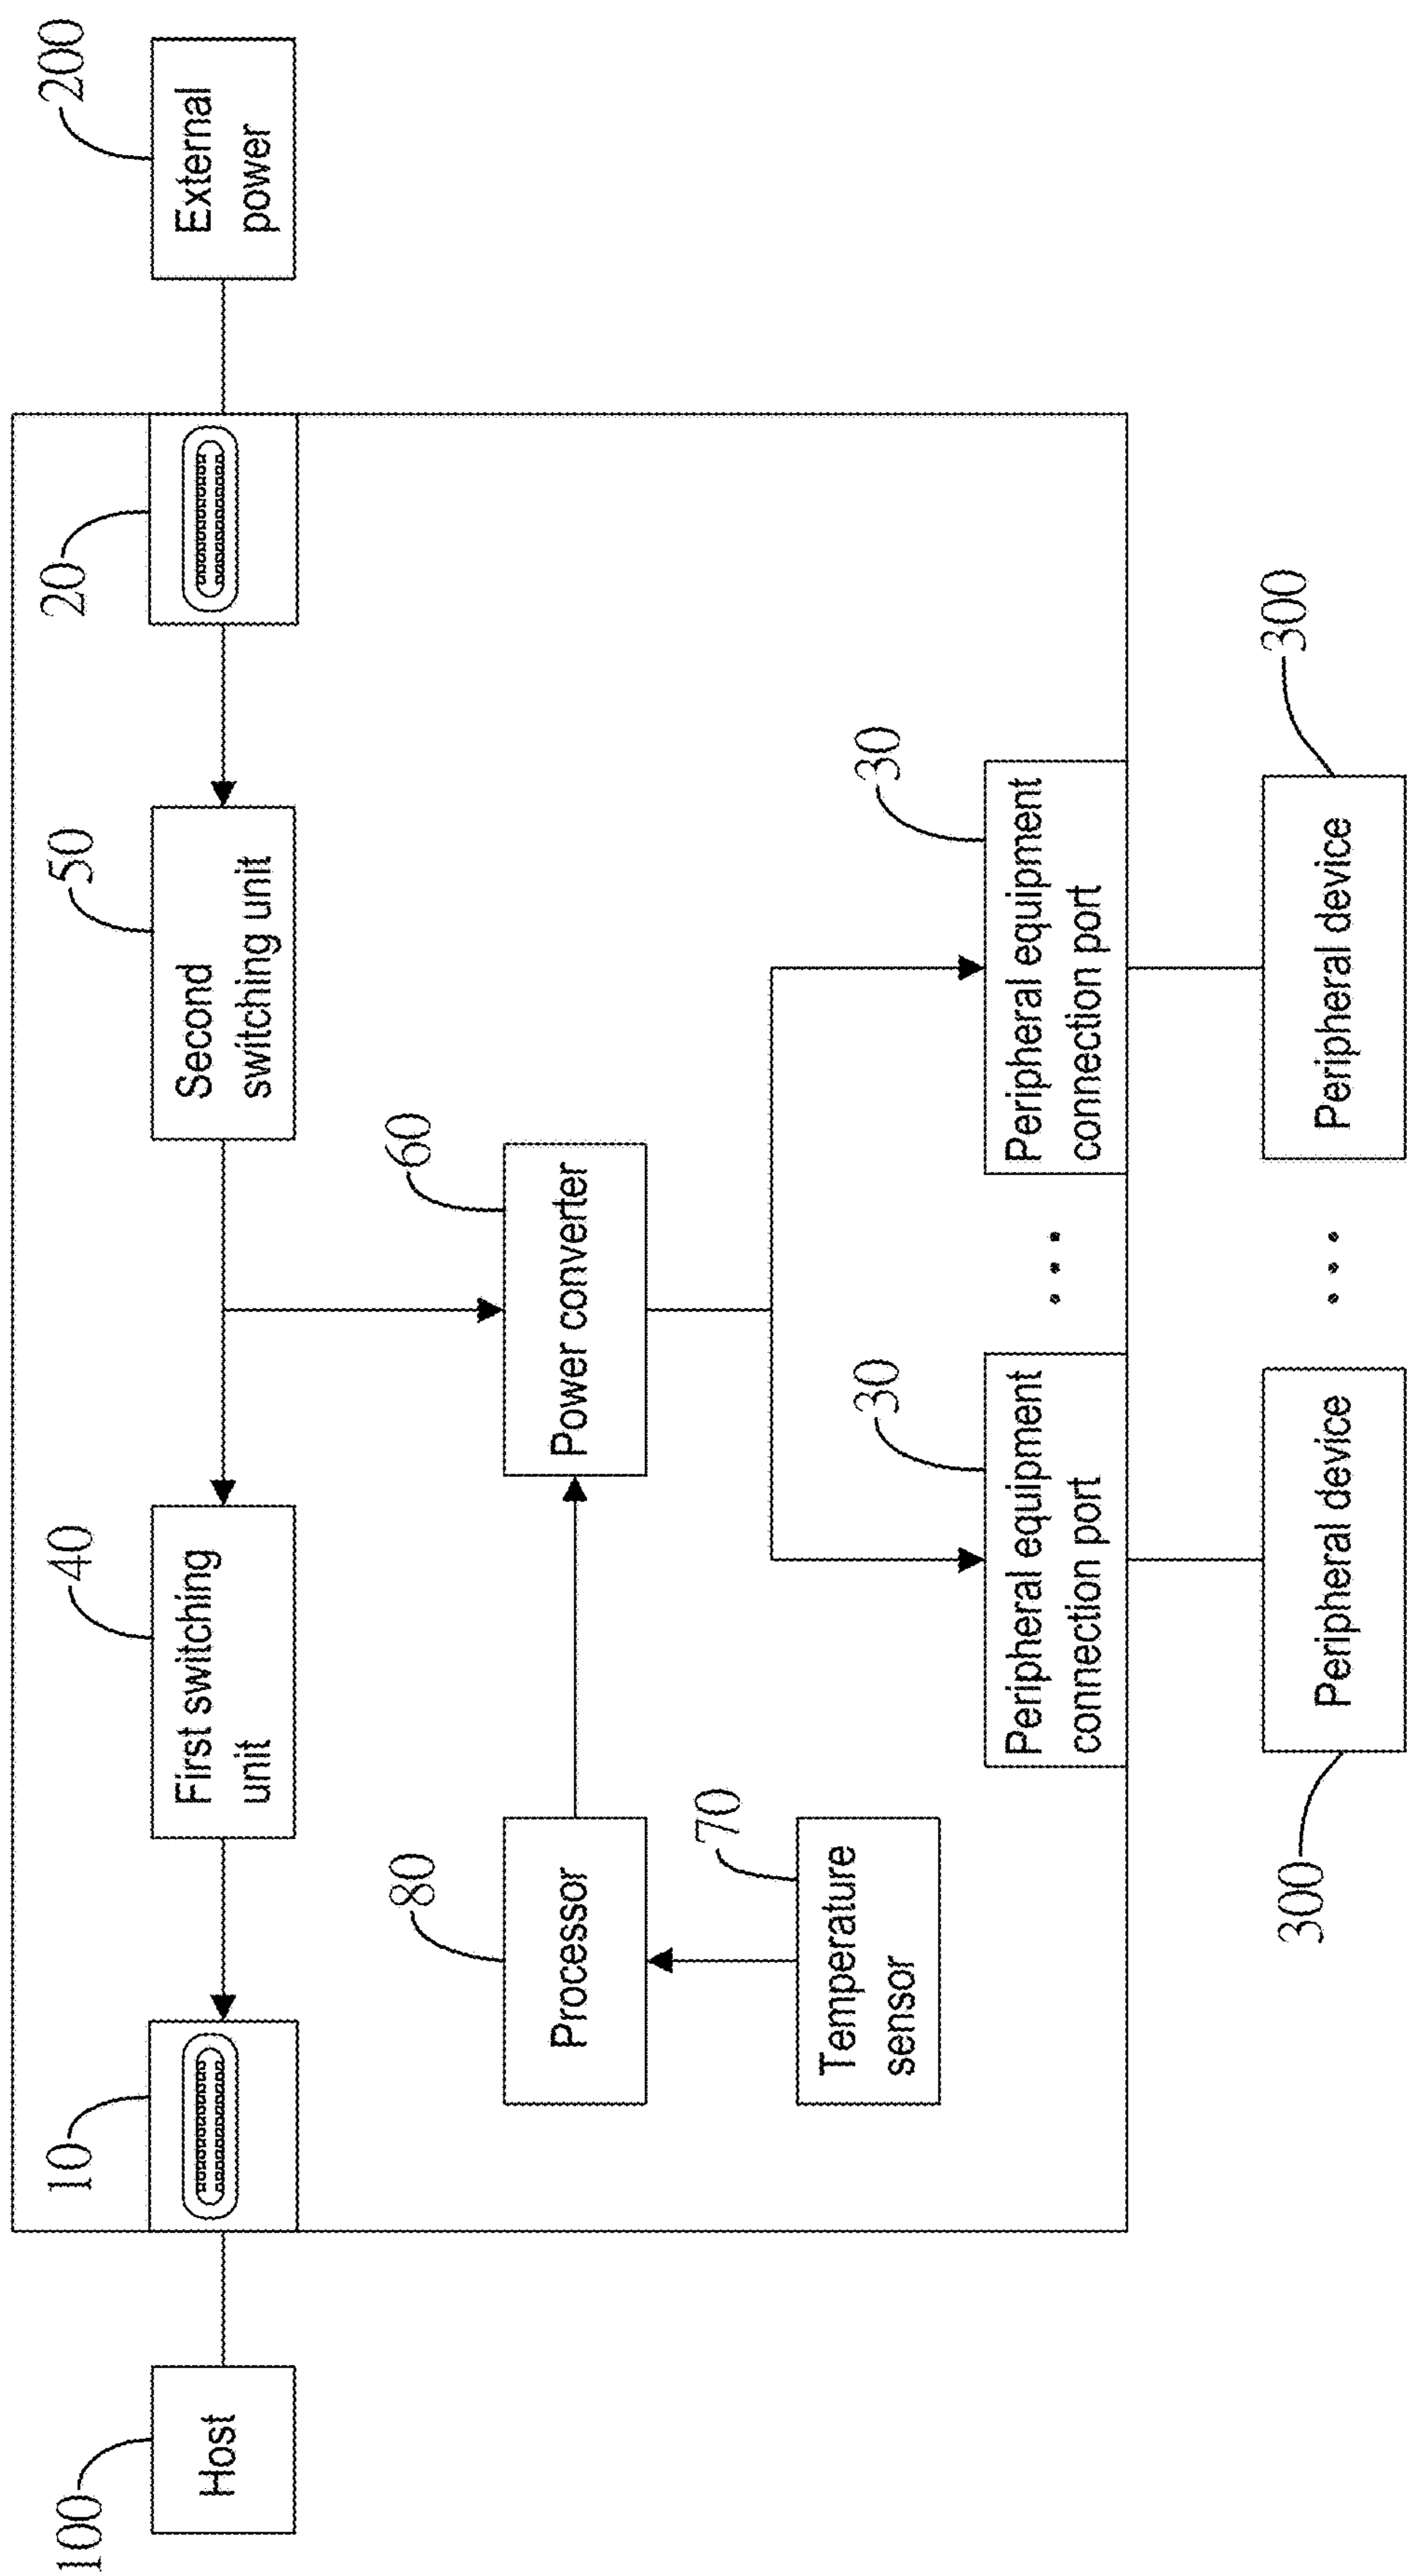 100
Host
10
40
First switching
unit
50
Second
switching unit
20
200
External
power
80
Processor
60
Power converter
70
Temperature
sensor
30
Peripheral equipment
connection port
...
30
Peripheral equipment
connection port
300
Peripheral device
...
300
Peripheral device